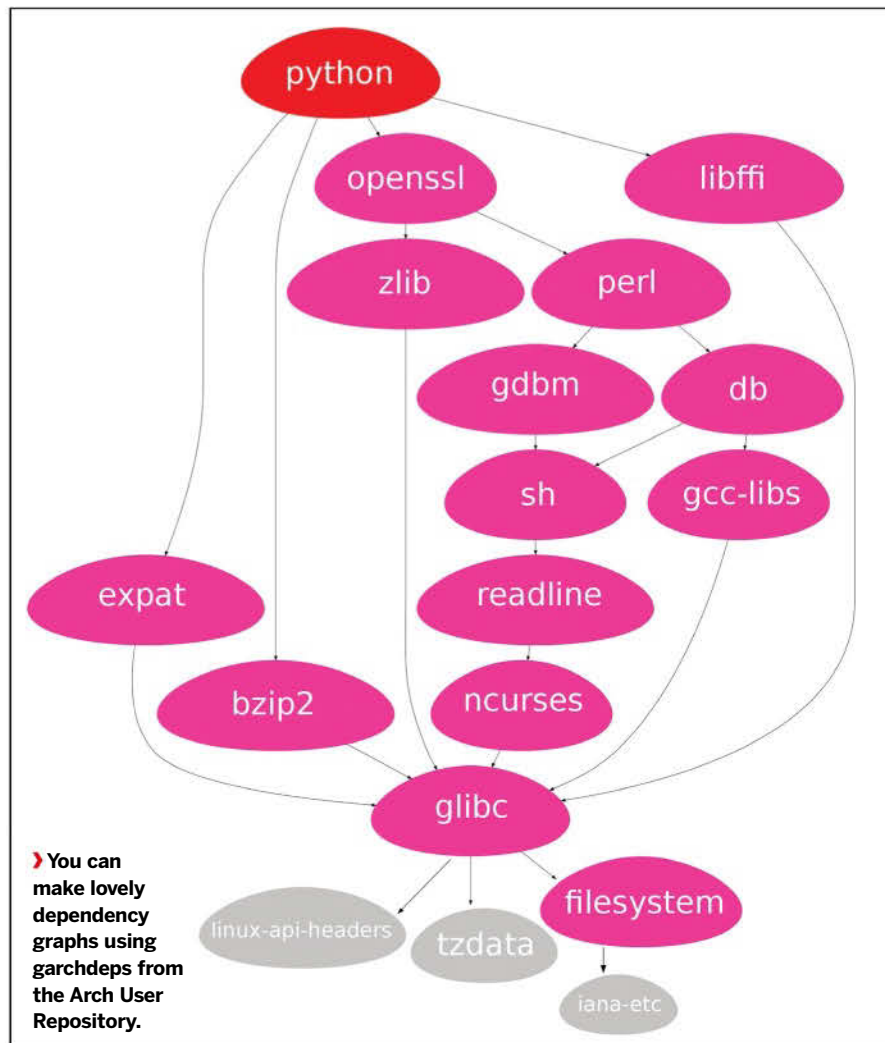 python
openssl
libffi
zlib
perl
gdbm
db
sh
gcc-libs
expat
readline
bzip2
ncurses
glibc
❯ You can
make lovely
dependency
graphs using
garchdeps from
the Arch User
Repository.
linux-api-headers
tzdata
filesystem
iana-etc